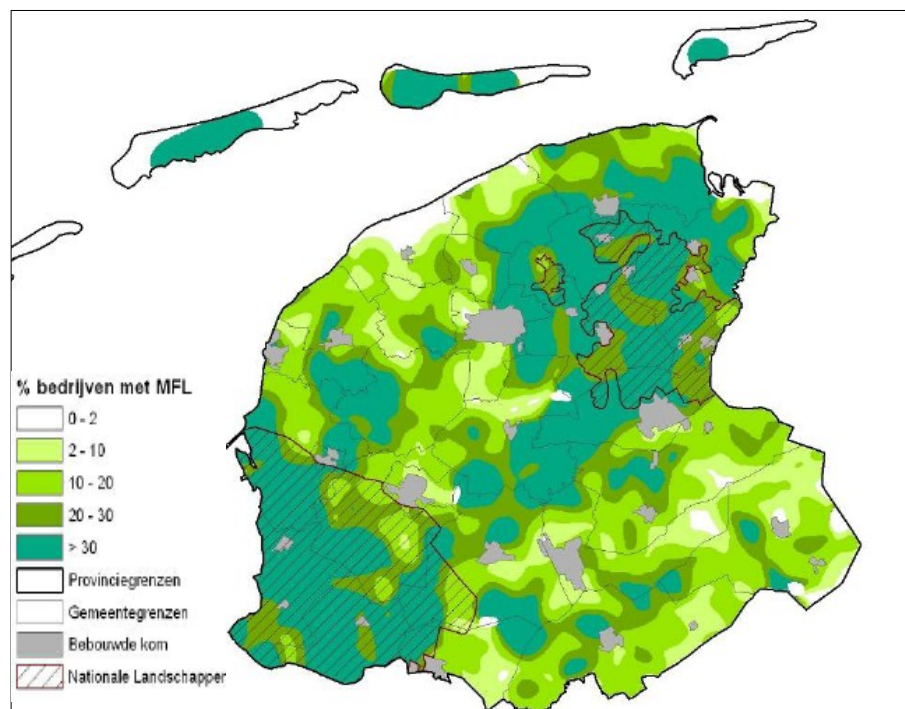 % bedrijven met MFL
0 - 2
2 - 10
10 - 20
20 - 30
> 30
Provinciegrenzen
Gemeentegrenzen
Bebouwde kom
Nationale Landschapper